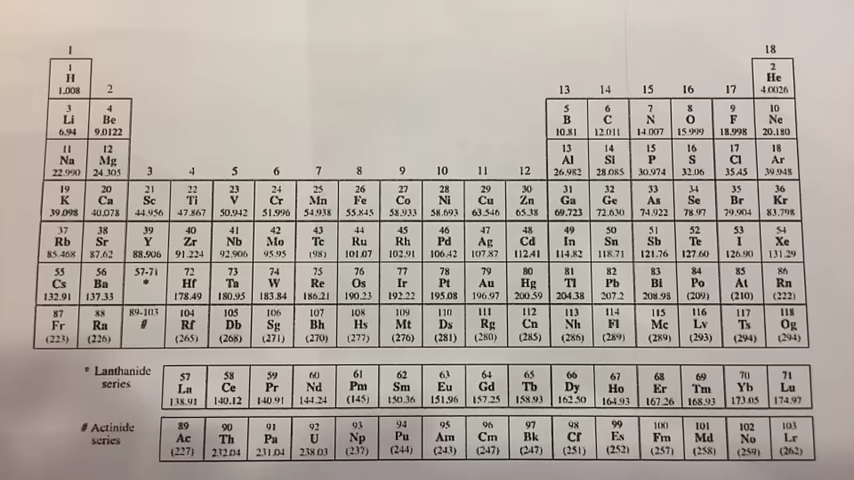 1 18
1 2
H 2 13 14 15 16 17 He
1.008 4.0026
3 4 5 6 7 8 9 10
Li Be B C N O F Ne
6.94 9.0122 10.81 12.011 14.007 15.999 18.998 20.180
11 12 13 14 15 16 17 18
Na Mg Al Si P S Cl Ar
22.990 24.305 3 4 5 6 7 8 9 10 11 12 26.982 28.085 30.974 32.06 35.45 39.948
19 20 21 22 23 24 25 26 27 28 29 30 31 32 33 34 35 36
K Ca Sc Ti V Cr Mn Fe Co Ni Cu Zn Ga Ge As Se Br Kr
39.098 40.078 44.956 47.867 50.942 51.996 54.938 55.845 58.933 58.693 63.546 65.38 69.723 72.630 74.922 78.97 79.904 83.798
37 38 39 40 41 42 43 44 45 46 47 48 49 50 51 52 53 54
Rb Sr Y Zr Nb Mo Tc Ru Rh Pd Ag Cd In Sn Sb Te I Xe
85.468 87.62 88.906 91.224 92.906 95.95 (98) 101.07 102.91 106.42 107.87 112.41 114.82 118.71 121.76 127.60 126.90 131.29
55 56 57-71 72 73 74 75 76 77 78 79 80 81 82 83 84 85 86
Cs Ba * Hf Ta W Re Os Ir Pt Au Hg Tl Pb Bi Po At Rn
132.91 137.33 178.49 180.95 183.84 186.21 190.23 192.22 195.08 196.97 200.59 204.38 207.2 208.98 (209) (210) (222)
87 88 89-103 104 105 106 107 108 109 110 111 112 113 114 115 116 117 118
Fr Ra # Rf Db Sg Bh Hs Mt Ds Rg Cn Nh Fl Mc Lv Ts Og
(223) (226) (265) (268) (271) (270) (277) (276) (281) (280) (285) (286) (289) (289) (293) (294) (294)
* Lanthanide 57 58 59 60 61 62 63 64 65 66 67 68 69 70 71
series La Ce Pr Nd Pm Sm Eu Gd Tb Dy Ho Er Tm Yb Lu
138.91 140.12 140.91 144.24 (145) 150.36 151.96 157.25 158.93 162.50 164.93 167.26 168.93 173.05 174.97
# Actinide 89 90 91 92 93 94 95 96 97 98 99 100 101 102 103
series Ac Th Pa U Np Pu Am Cm Bk Cf Es Fm Md No Lr
(227) 232.04 231.04 238.03 (237) (244) (243) (247) (247) (251) (252) (257) (258) (259) (262)